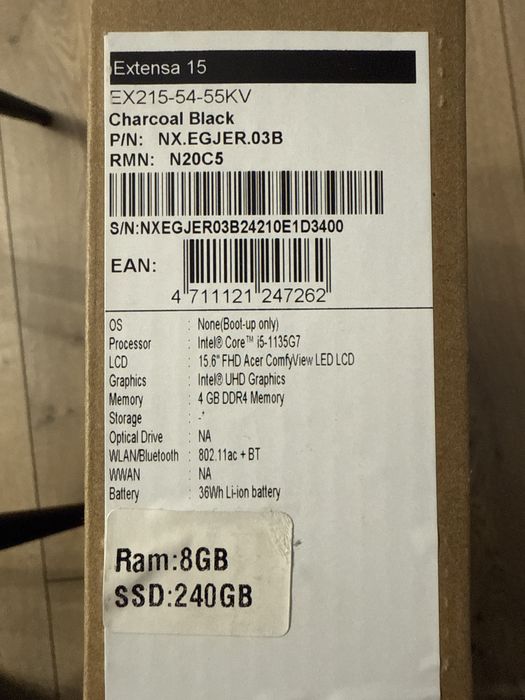 Extensa 15
EX215-54-55KV
Charcoal Black
P/N: NX.EGJER.03B
RMN: N20C5
S/N:NXEGJER03B24210E1D3400
EAN:
4 711121 247262
OS : None(Boot-up only)
Processor : Intel® Core™ i5-1135G7
LCD : 15.6" FHD Acer ComfyView LED LCD
Graphics : Intel® UHD Graphics
Memory : 4 GB DDR4 Memory
Storage : -*
Optical Drive : NA
WLAN/Bluetooth : 802.11ac + BT
WWAN : NA
Battery : 36Wh Li-ion battery
Ram:8GB
SSD:240GB